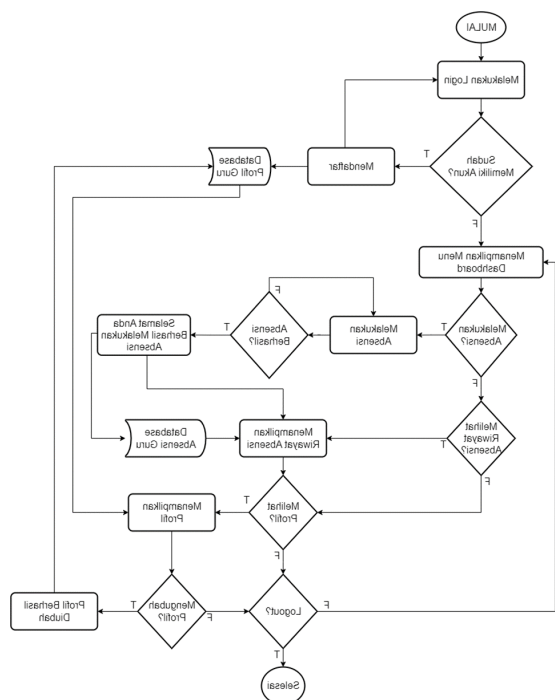 MULAI
Melakukan Login
Sudah
Memiliki Akun?
T
Mendaftar
Database
Profil Guru
F
Menampilkan Menu
Dashboard
Melakukan
Absensi?
T
Melakukan
Absensi
F
Absensi
Berhasil?
T
Selamat Anda
Berhasil Melakukan
Absensi
F
Melihat
Riwayat
Absensi?
T
Menampilkan
Riwayat Absensi
Database
Absensi Guru
F
Melihat
Profil?
T
Menampilkan
Profil
F
Logout?
F
Mengubah
Profil?
F
T
Profil Berhasil
Diubah
T
Selesai